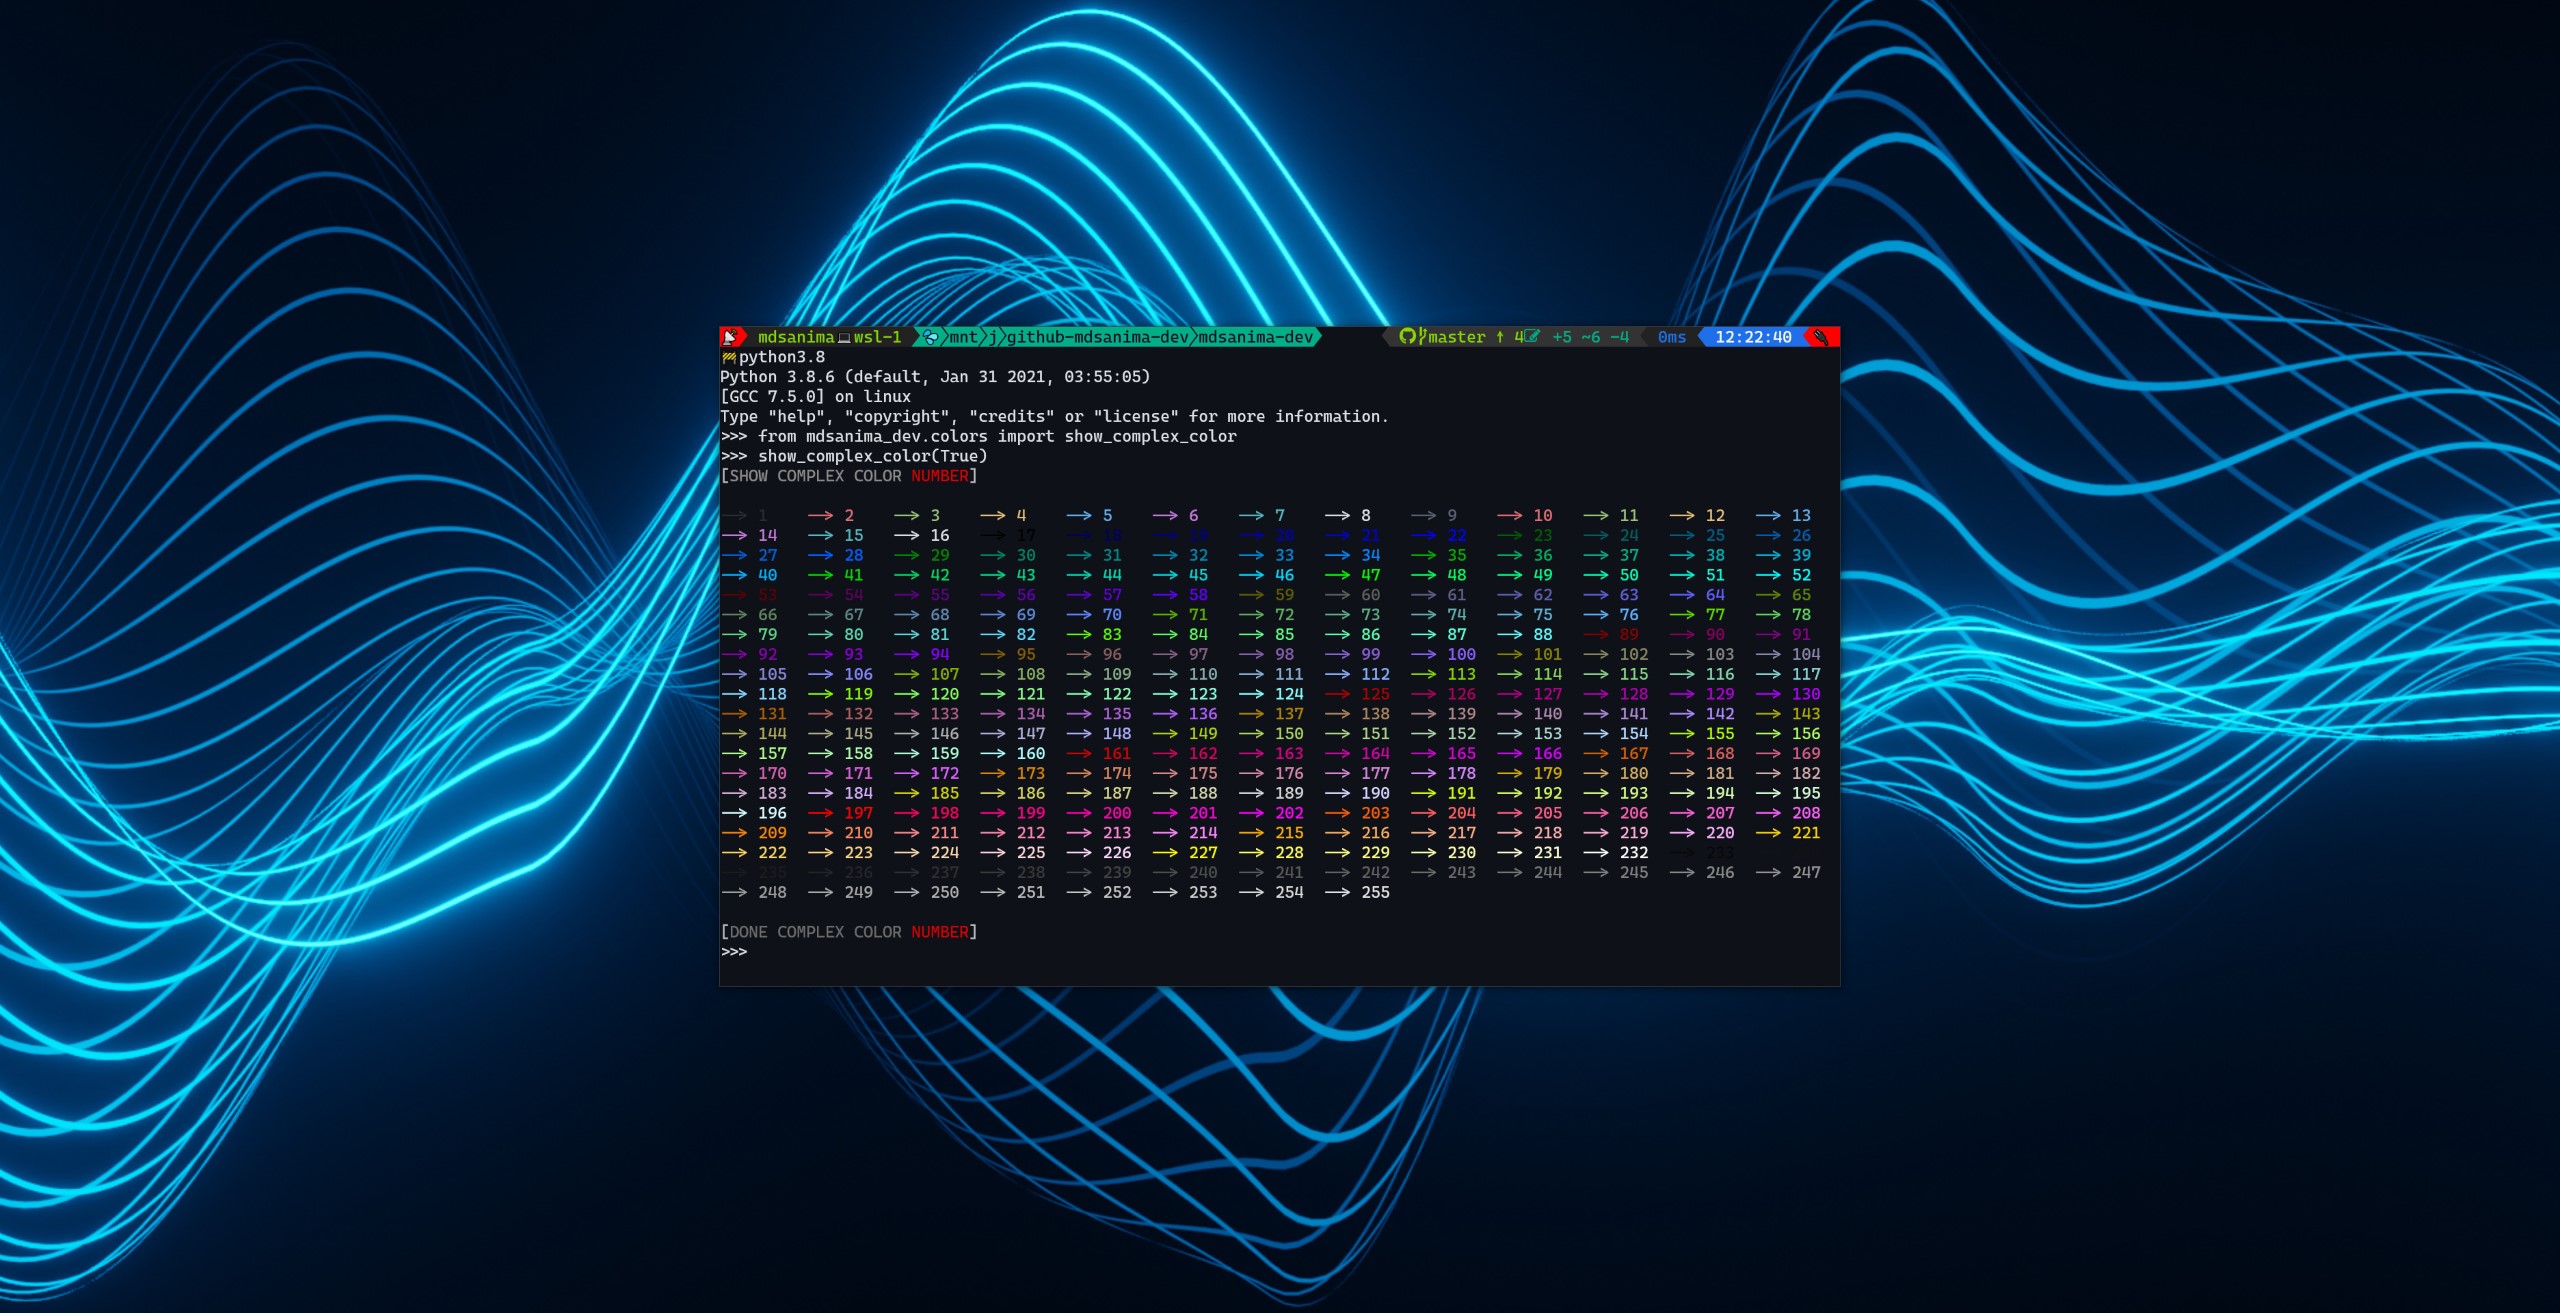 mdsanima wsl-1 mnt j github-mdsanima-dev mdsanima-dev master ↑ 4 +5 ~6 -4 0ms 12:22:40
python3.8
Python 3.8.6 (default, Jan 31 2021, 03:55:05)
[GCC 7.5.0] on linux
Type "help", "copyright", "credits" or "license" for more information.
>>> from mdsanima_dev.colors import show_complex_color
>>> show_complex_color(True)
[SHOW COMPLEX COLOR NUMBER]
→ 1 → 2 → 3 → 4 → 5 → 6 → 7 → 8 → 9 → 10 → 11 → 12 → 13
→ 14 → 15 → 16 → 17 → 18 → 19 → 20 → 21 → 22 → 23 → 24 → 25 → 26
→ 27 → 28 → 29 → 30 → 31 → 32 → 33 → 34 → 35 → 36 → 37 → 38 → 39
→ 40 → 41 → 42 → 43 → 44 → 45 → 46 → 47 → 48 → 49 → 50 → 51 → 52
→ 53 → 54 → 55 → 56 → 57 → 58 → 59 → 60 → 61 → 62 → 63 → 64 → 65
→ 66 → 67 → 68 → 69 → 70 → 71 → 72 → 73 → 74 → 75 → 76 → 77 → 78
→ 79 → 80 → 81 → 82 → 83 → 84 → 85 → 86 → 87 → 88 → 89 → 90 → 91
→ 92 → 93 → 94 → 95 → 96 → 97 → 98 → 99 → 100 → 101 → 102 → 103 → 104
→ 105 → 106 → 107 → 108 → 109 → 110 → 111 → 112 → 113 → 114 → 115 → 116 → 117
→ 118 → 119 → 120 → 121 → 122 → 123 → 124 → 125 → 126 → 127 → 128 → 129 → 130
→ 131 → 132 → 133 → 134 → 135 → 136 → 137 → 138 → 139 → 140 → 141 → 142 → 143
→ 144 → 145 → 146 → 147 → 148 → 149 → 150 → 151 → 152 → 153 → 154 → 155 → 156
→ 157 → 158 → 159 → 160 → 161 → 162 → 163 → 164 → 165 → 166 → 167 → 168 → 169
→ 170 → 171 → 172 → 173 → 174 → 175 → 176 → 177 → 178 → 179 → 180 → 181 → 182
→ 183 → 184 → 185 → 186 → 187 → 188 → 189 → 190 → 191 → 192 → 193 → 194 → 195
→ 196 → 197 → 198 → 199 → 200 → 201 → 202 → 203 → 204 → 205 → 206 → 207 → 208
→ 209 → 210 → 211 → 212 → 213 → 214 → 215 → 216 → 217 → 218 → 219 → 220 → 221
→ 222 → 223 → 224 → 225 → 226 → 227 → 228 → 229 → 230 → 231 → 232 → 233
→ 235 → 236 → 237 → 238 → 239 → 240 → 241 → 242 → 243 → 244 → 245 → 246 → 247
→ 248 → 249 → 250 → 251 → 252 → 253 → 254 → 255
[DONE COMPLEX COLOR NUMBER]
>>>